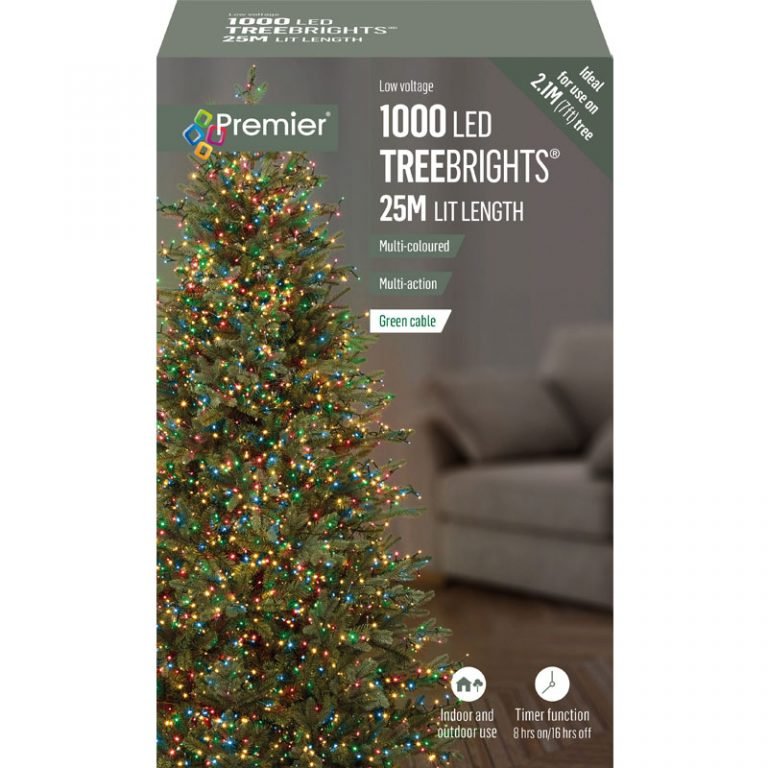 Low voltage
1000 LED
TREEBRIGHTS®
25M LIT LENGTH
Ideal
for use on
2.1M (7ft) tree
Premier®
Low voltage
1000 LED
TREEBRIGHTS®
25M LIT LENGTH
Multi-coloured
Multi-action
Green cable
Indoor and
outdoor use
Timer function
8 hrs on/16 hrs off